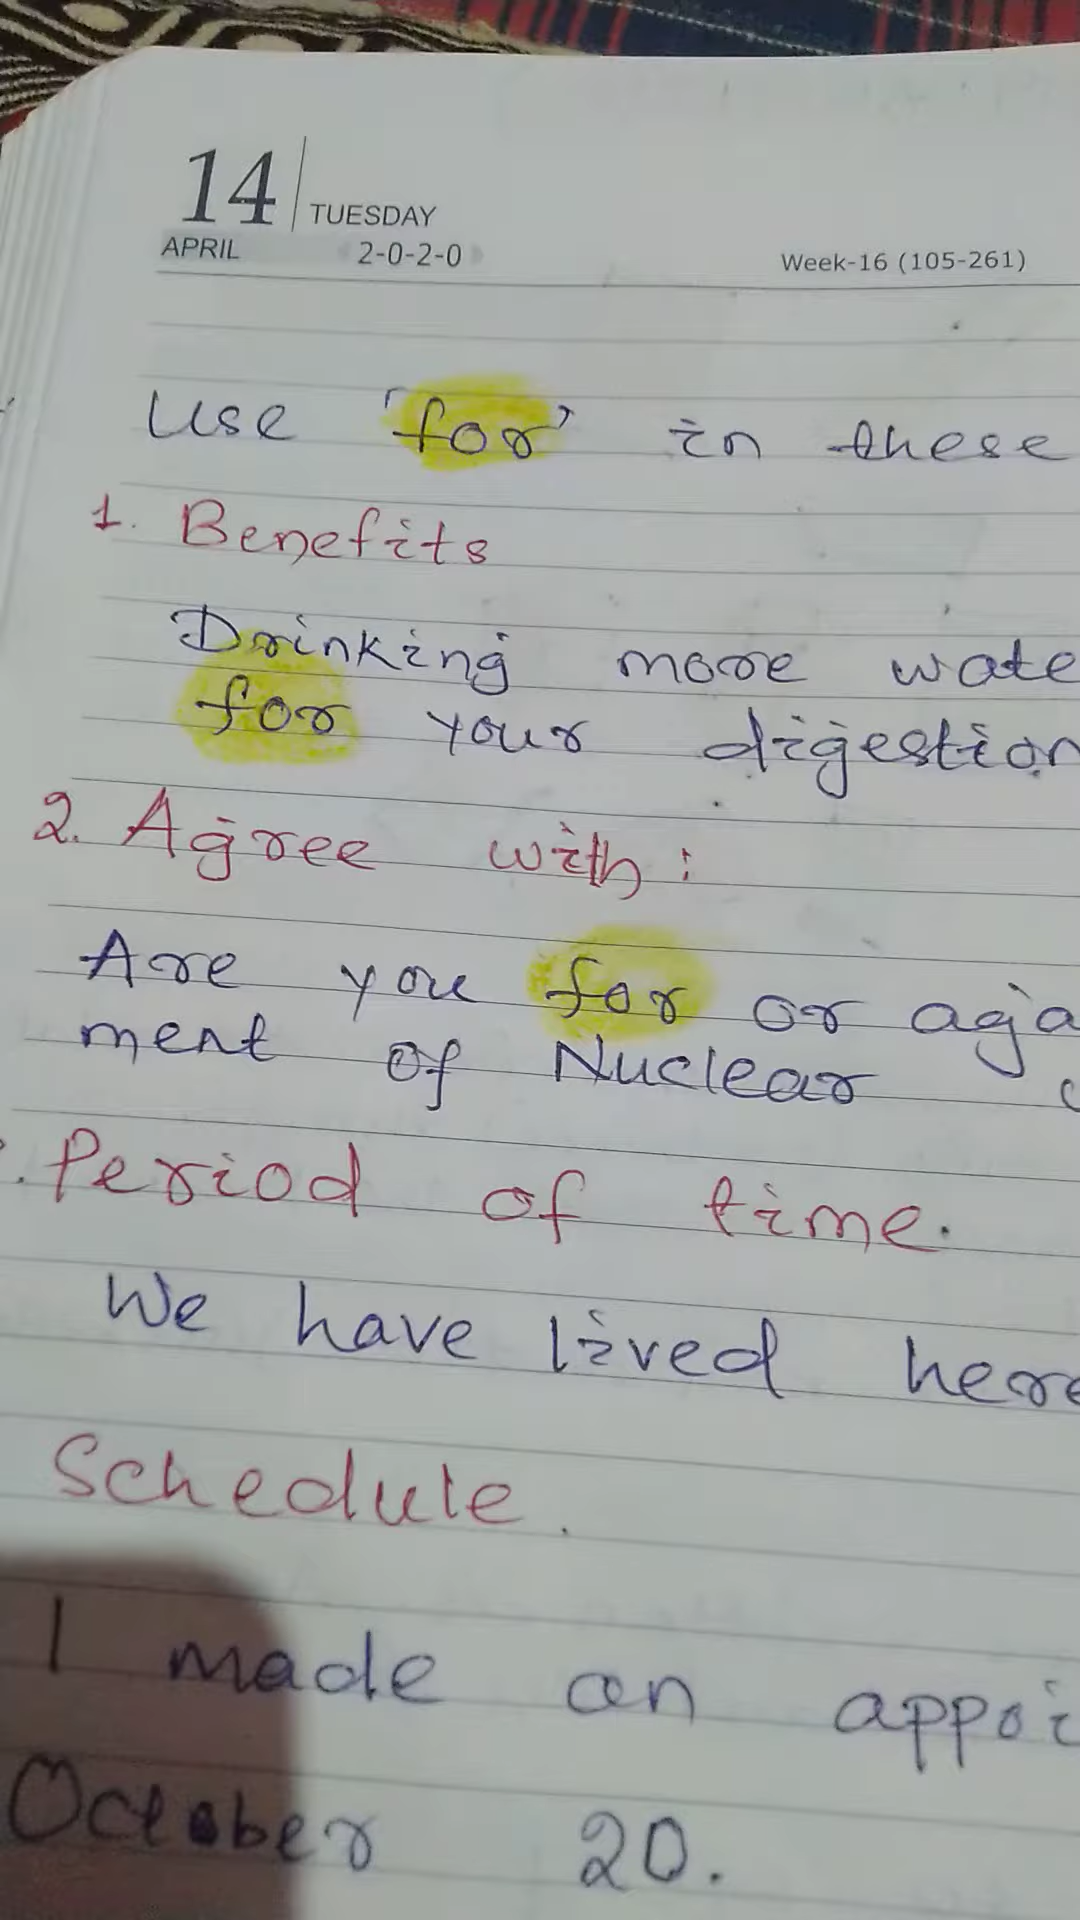 14 TUESDAY
APRIL 2-0-2-0 Week-16 (105-261)
Use 'for' in these
1. Benefits
Drinking more wate
for your digestion
2. Agree with:
Are you for or aga
ment of Nuclear
. Period of time.
We have lived here
Schedule.
I made an appoi
October 20.